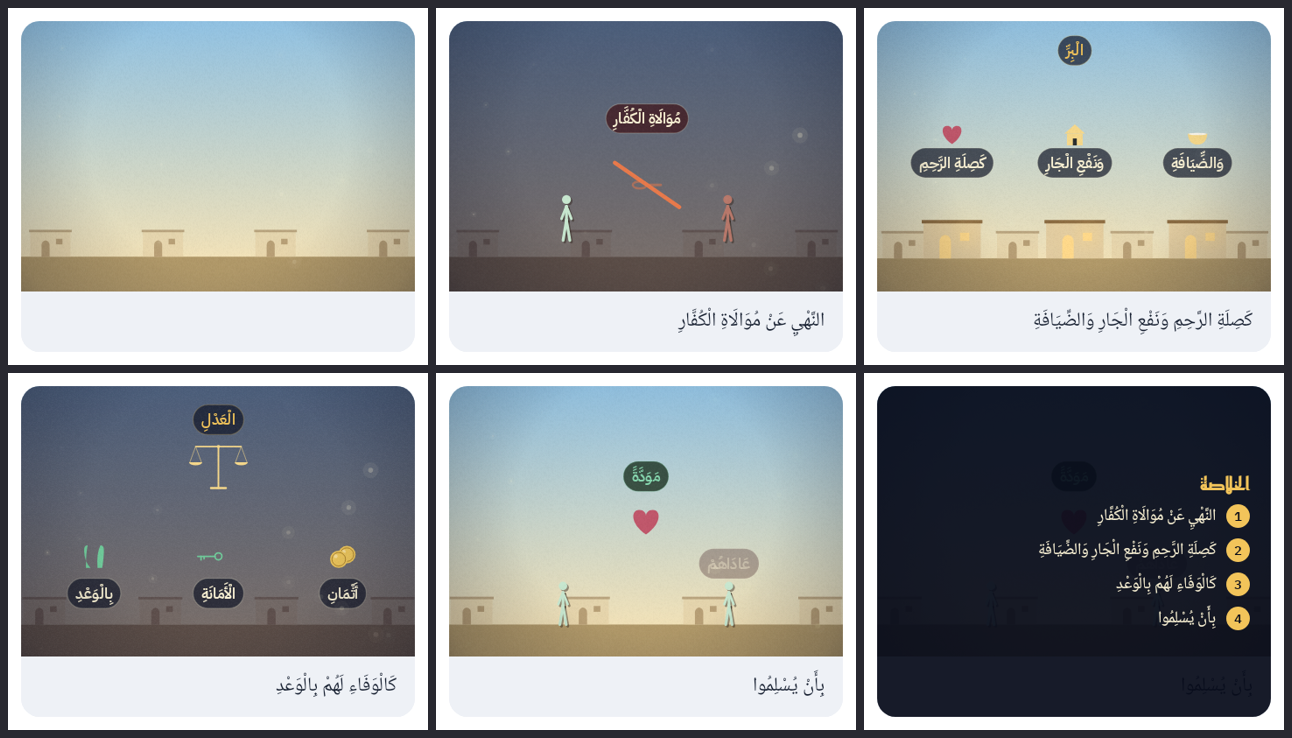 مُوَالَاةِ الْكُفَّارِ
النَّهْيِ عَنْ مُوَالَاةِ الْكُفَّارِ
الْبِرِّ
كَصِلَةِ الرَّحِمِ
وَنَفْعِ الْجَارِ
وَالضِّيَافَةِ
كَصِلَةِ الرَّحِمِ وَنَفْعِ الْجَارِ وَالضِّيَافَةِ
الْعَدْلِ
أَثْمَانِ
الْأَمَانَةِ
بِالْوَعْدِ
كَالْوَفَاءِ لَهُمْ بِالْوَعْدِ
مَوَدَّةً
عَادَاهُمْ
بِأَنْ يُسْلِمُوا
مَوَدَّةً
الخلاصة
1 النَّهْيِ عَنْ مُوَالَاةِ الْكُفَّارِ
2 كَصِلَةِ الرَّحِمِ وَنَفْعِ الْجَارِ وَالضِّيَافَةِ
3 كَالْوَفَاءِ لَهُمْ بِالْوَعْدِ
4 بِأَنْ يُسْلِمُوا
بِأَنْ يُسْلِمُوا